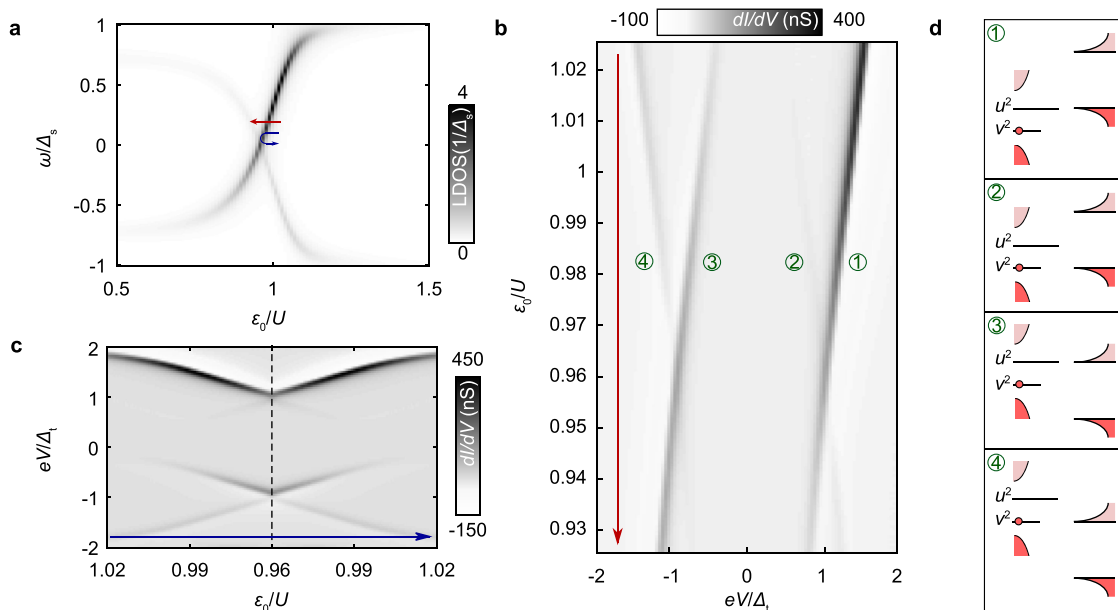 a
1
0.5
0
-0.5
-1
ω/Δs
0.5
1
1.5
ε0/U
4
LDOS(1/Δs)
0
b
-100
dI/dV (nS)
400
1.02
1.01
1
0.99
0.98
0.97
0.96
0.95
0.94
0.93
ε0/U
④
③
②
①
-2
-1
0
1
2
eV/Δt
c
2
1
0
-1
-2
eV/Δt
1.02
0.99
0.96
0.99
1.02
ε0/U
450
dI/dV (nS)
-150
d
①
u²
v²
②
u²
v²
③
u²
v²
④
u²
v²